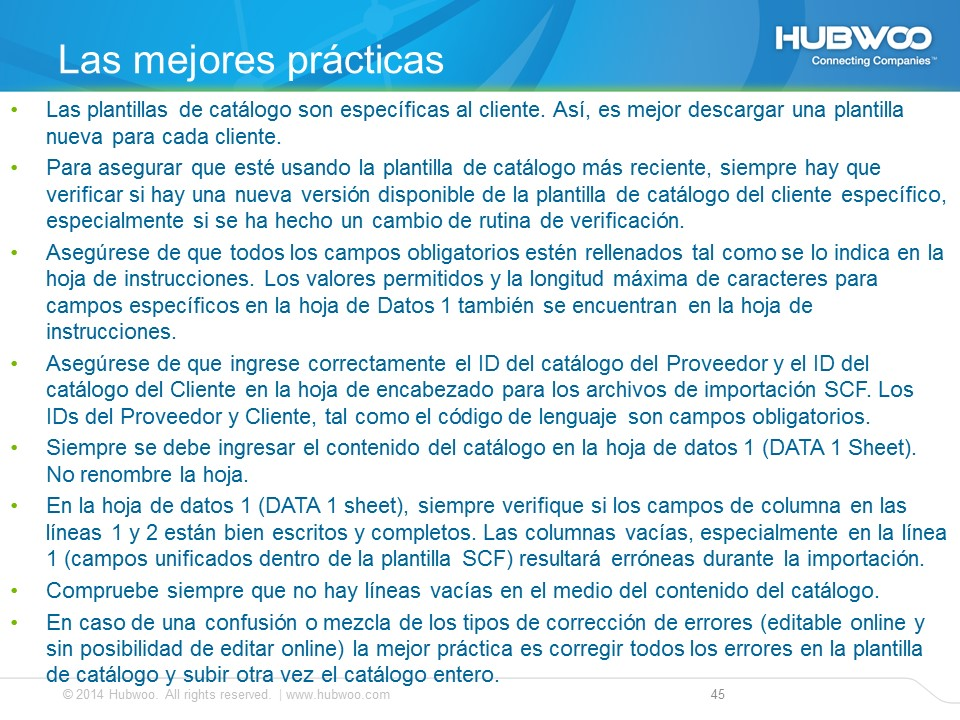 HUBWOO
Connecting Companies™
Las mejores prácticas
• Las plantillas de catálogo son específicas al cliente. Así, es mejor descargar una plantilla
nueva para cada cliente.
• Para asegurar que esté usando la plantilla de catálogo más reciente, siempre hay que
verificar si hay una nueva versión disponible de la plantilla de catálogo del cliente específico,
especialmente si se ha hecho un cambio de rutina de verificación.
• Asegúrese de que todos los campos obligatorios estén rellenados tal como se lo indica en la
hoja de instrucciones. Los valores permitidos y la longitud máxima de caracteres para
campos específicos en la hoja de Datos 1 también se encuentran en la hoja de
instrucciones.
• Asegúrese de que ingrese correctamente el ID del catálogo del Proveedor y el ID del
catálogo del Cliente en la hoja de encabezado para los archivos de importación SCF. Los
IDs del Proveedor y Cliente, tal como el código de lenguaje son campos obligatorios.
• Siempre se debe ingresar el contenido del catálogo en la hoja de datos 1 (DATA 1 Sheet).
No renombre la hoja.
• En la hoja de datos 1 (DATA 1 sheet), siempre verifique si los campos de columna en las
líneas 1 y 2 están bien escritos y completos. Las columnas vacías, especialmente en la línea
1 (campos unificados dentro de la plantilla SCF) resultará erróneas durante la importación.
• Compruebe siempre que no hay líneas vacías en el medio del contenido del catálogo.
• En caso de una confusión o mezcla de los tipos de corrección de errores (editable online y
sin posibilidad de editar online) la mejor práctica es corregir todos los errores en la plantilla
de catálogo y subir otra vez el catálogo entero.
© 2014 Hubwoo. All rights reserved. | www.hubwoo.com 45